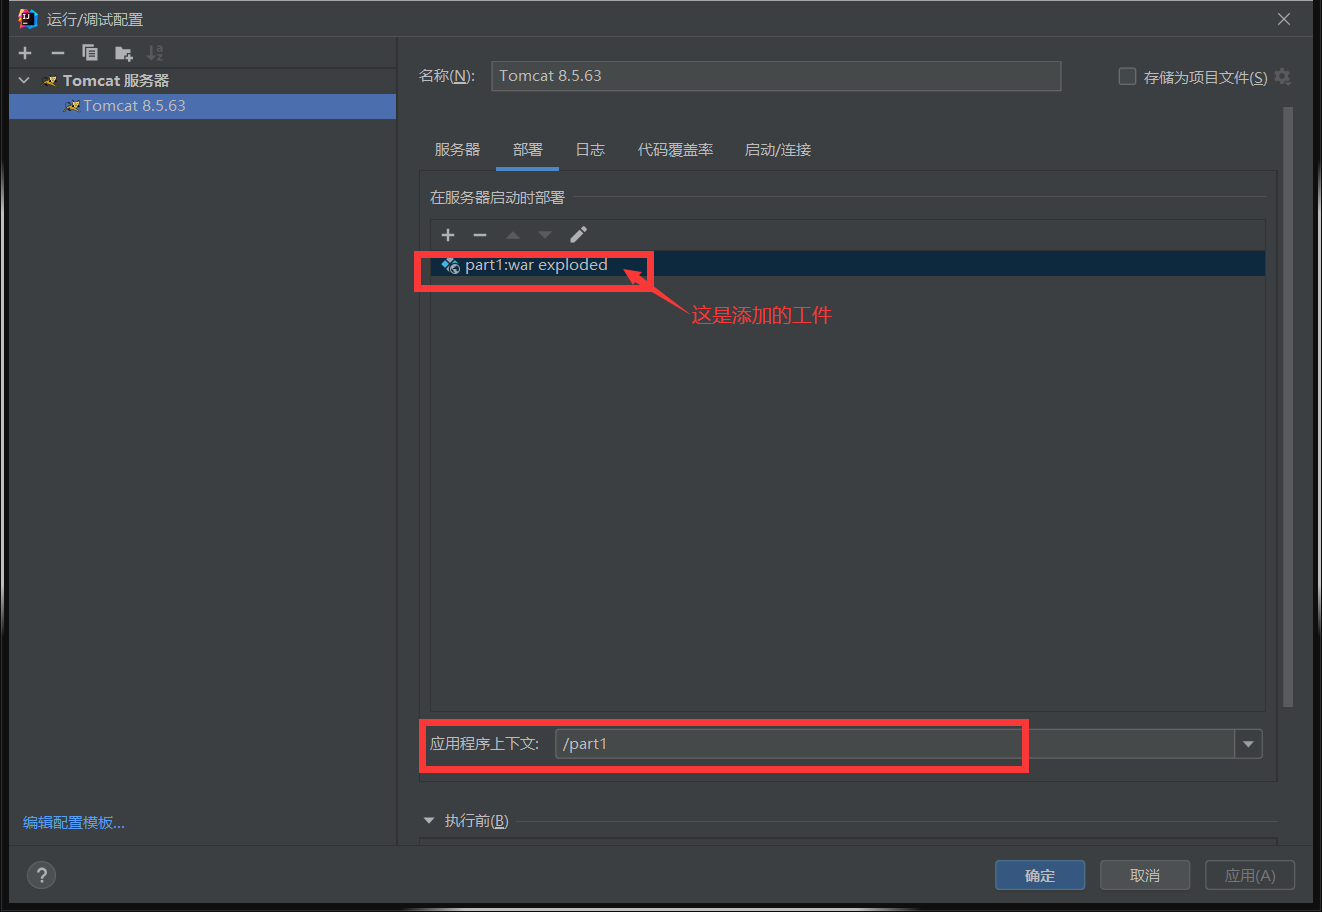 运行/调试配置
Tomcat 服务器
Tomcat 8.5.63
名称(N):
Tomcat 8.5.63
存储为项目文件(S)
服务器
部署
日志
代码覆盖率
启动/连接
在服务器启动时部署
part1:war exploded
这是添加的工件
应用程序上下文:
/part1
执行前(B)
编辑配置模板...
?
确定
取消
应用(A)